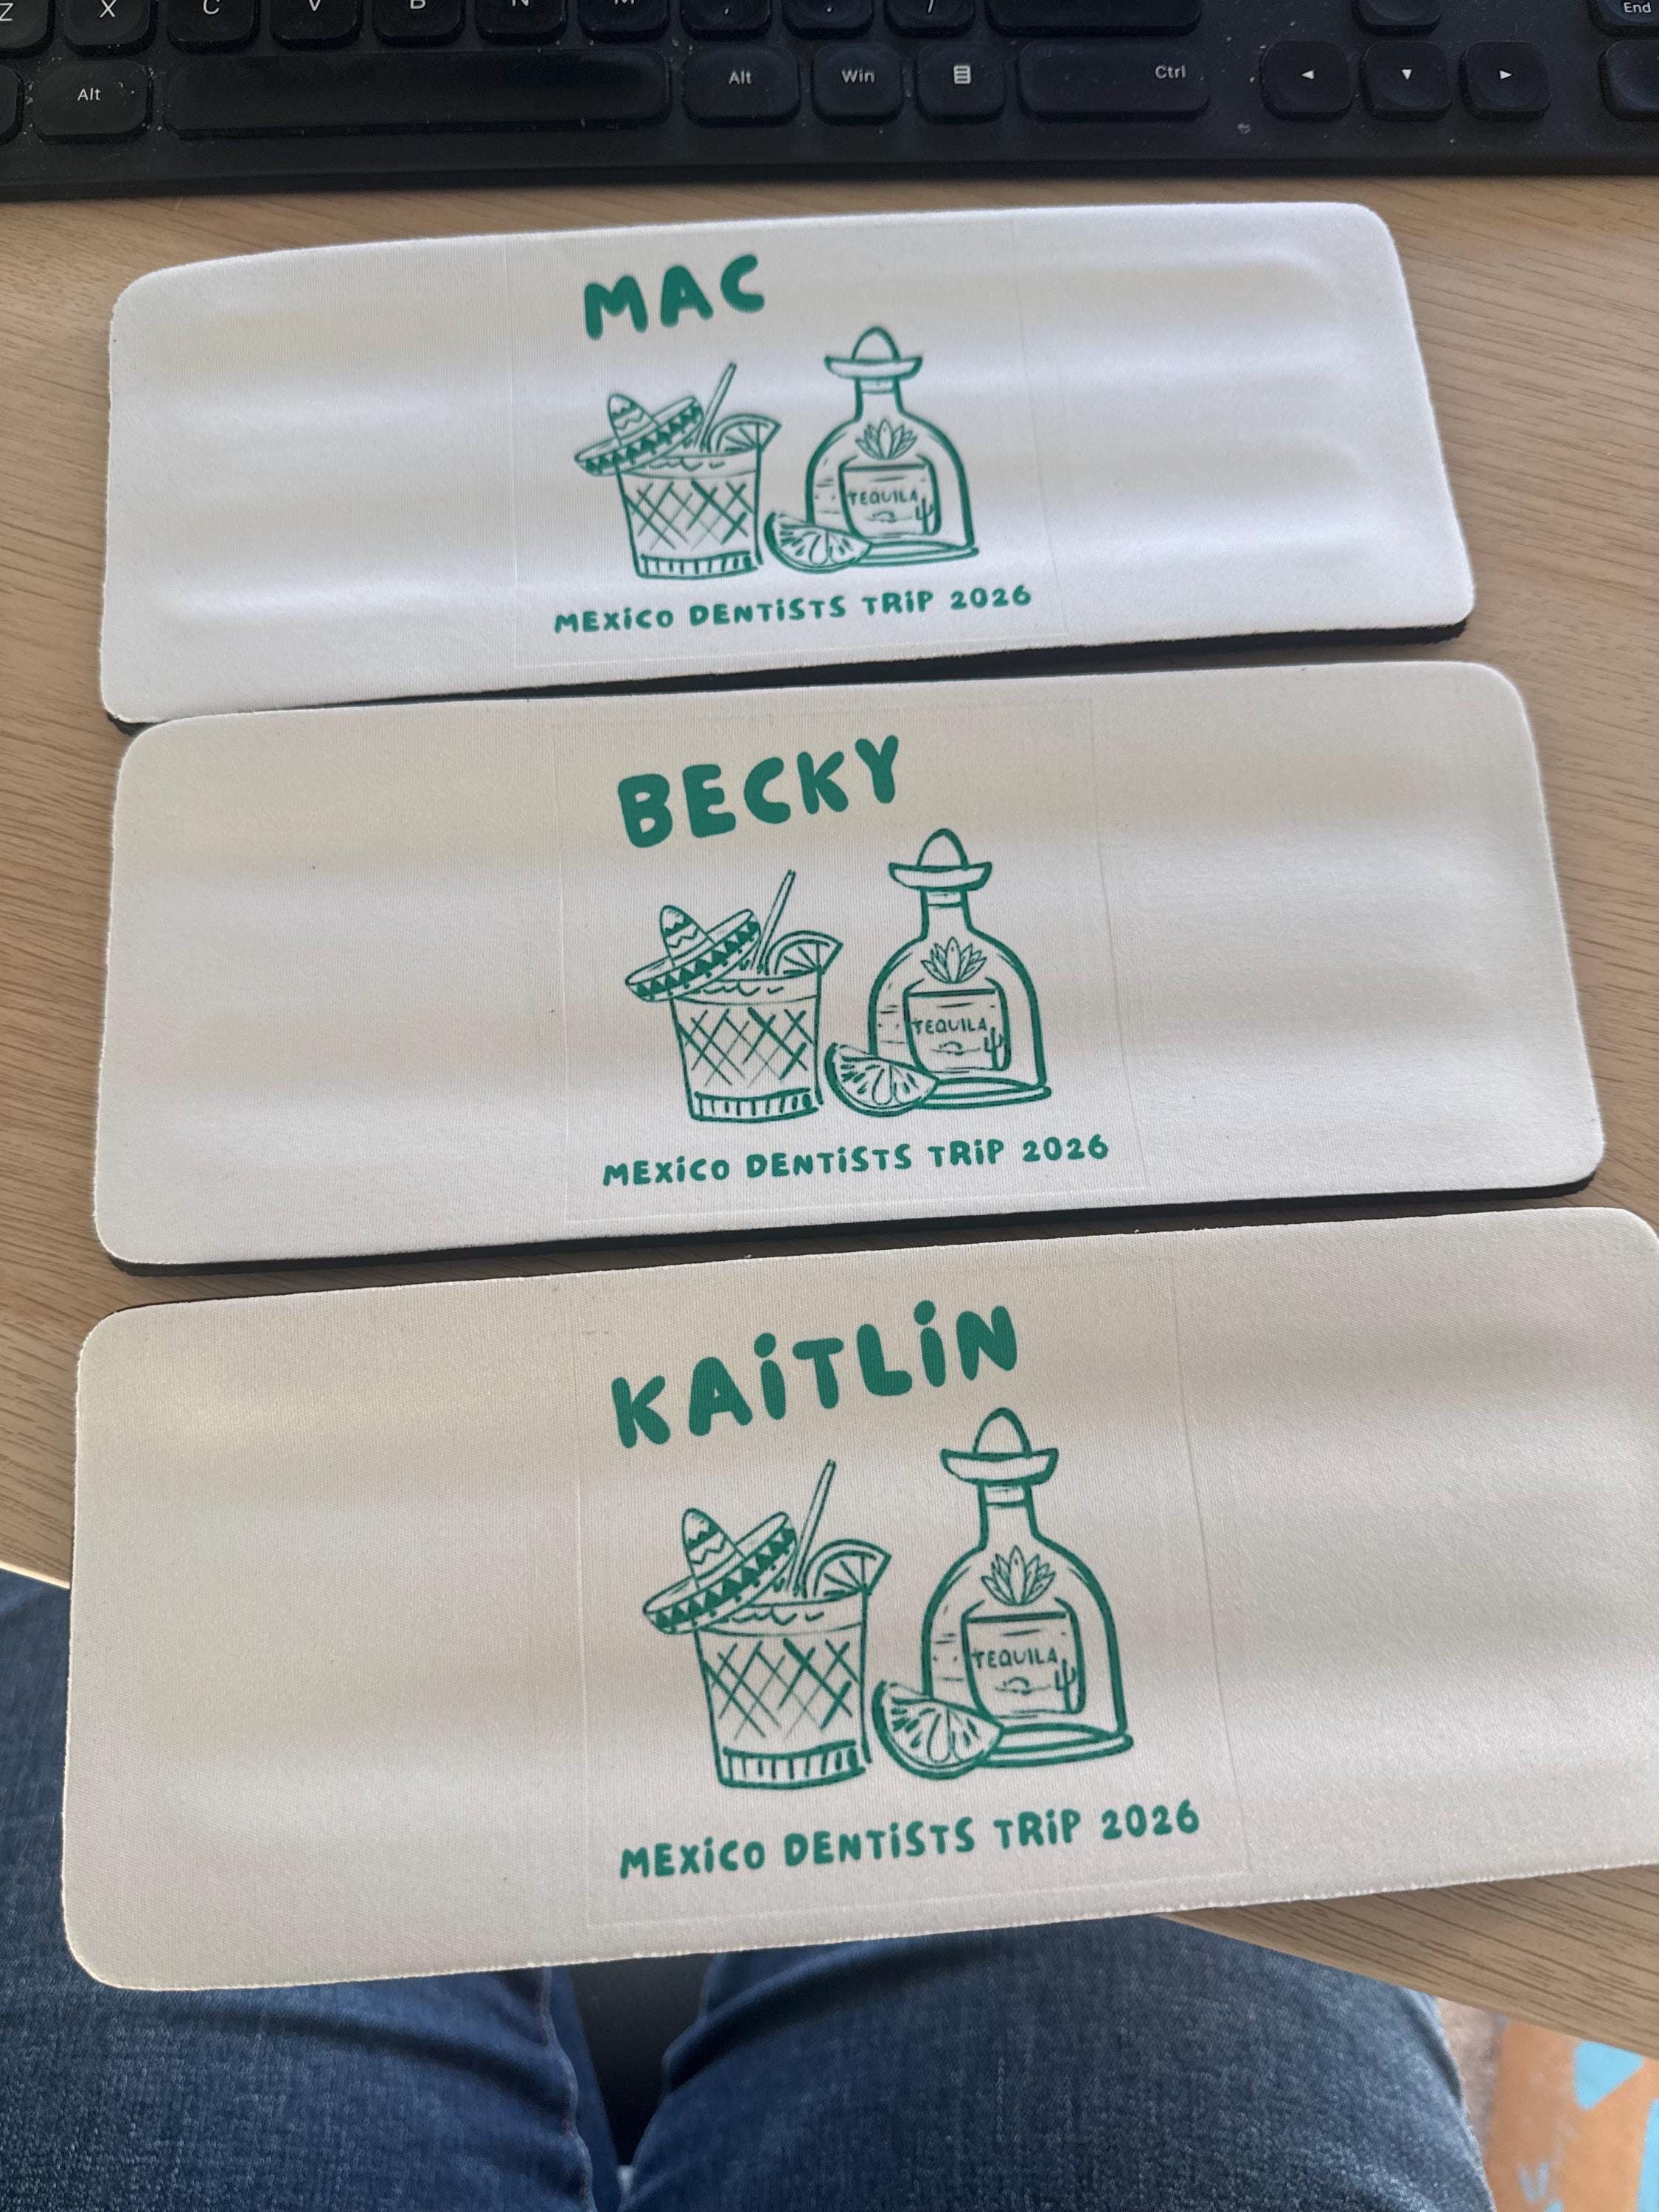 Z X C V B N M , . / End
Alt Alt Win Ctrl
MAC
TEQUILA
MEXiCO DENTiSTS TRiP 2026
BECKY
TEQUILA
MEXiCO DENTiSTS TRiP 2026
KAiTLiN
TEQUILA
MEXiCO DENTiSTS TRiP 2026